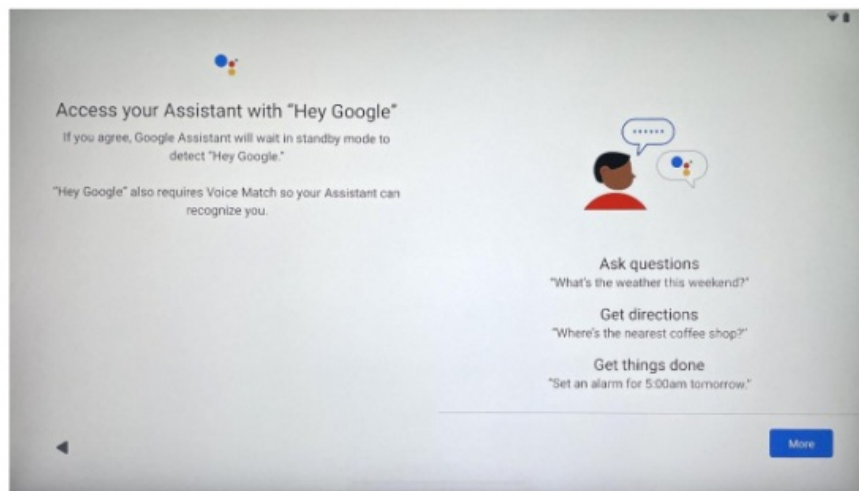 Access your Assistant with “Hey Google”
If you agree, Google Assistant will wait in standby mode to
detect “Hey Google.”
“Hey Google” also requires Voice Match so your Assistant can
recognize you.
Ask questions
“What’s the weather this weekend?”
Get directions
“Where’s the nearest coffee shop?”
Get things done
“Set an alarm for 5:00am tomorrow.”
More